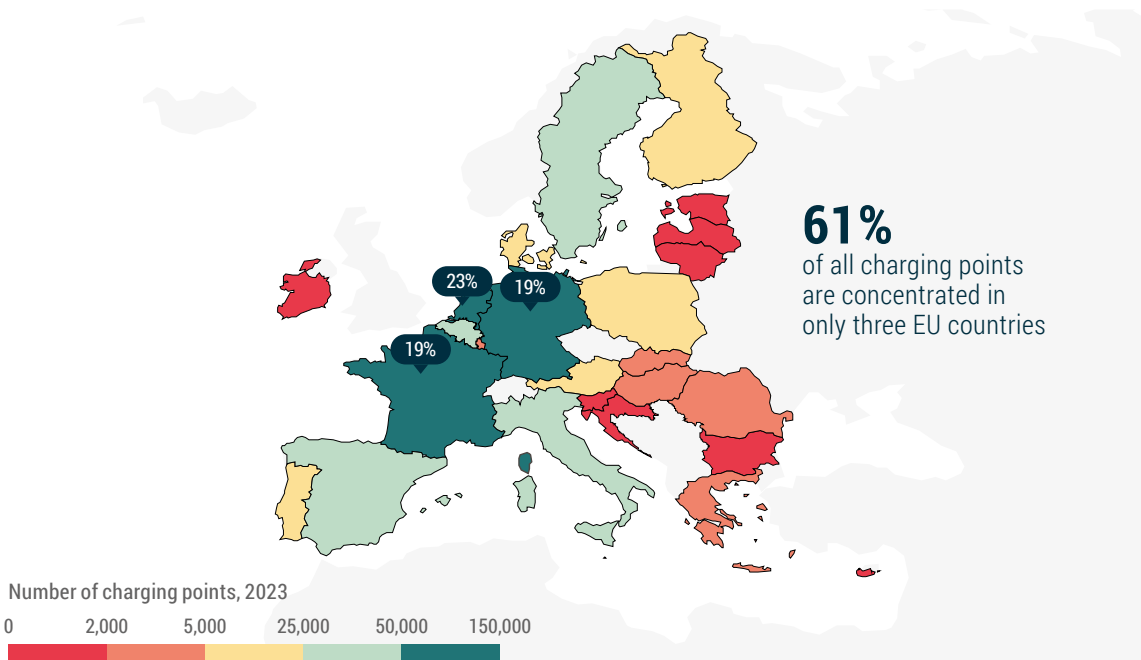 61%
of all charging points
are concentrated in
only three EU countries
23%
19%
19%
Number of charging points, 2023
0 2,000 5,000 25,000 50,000 150,000